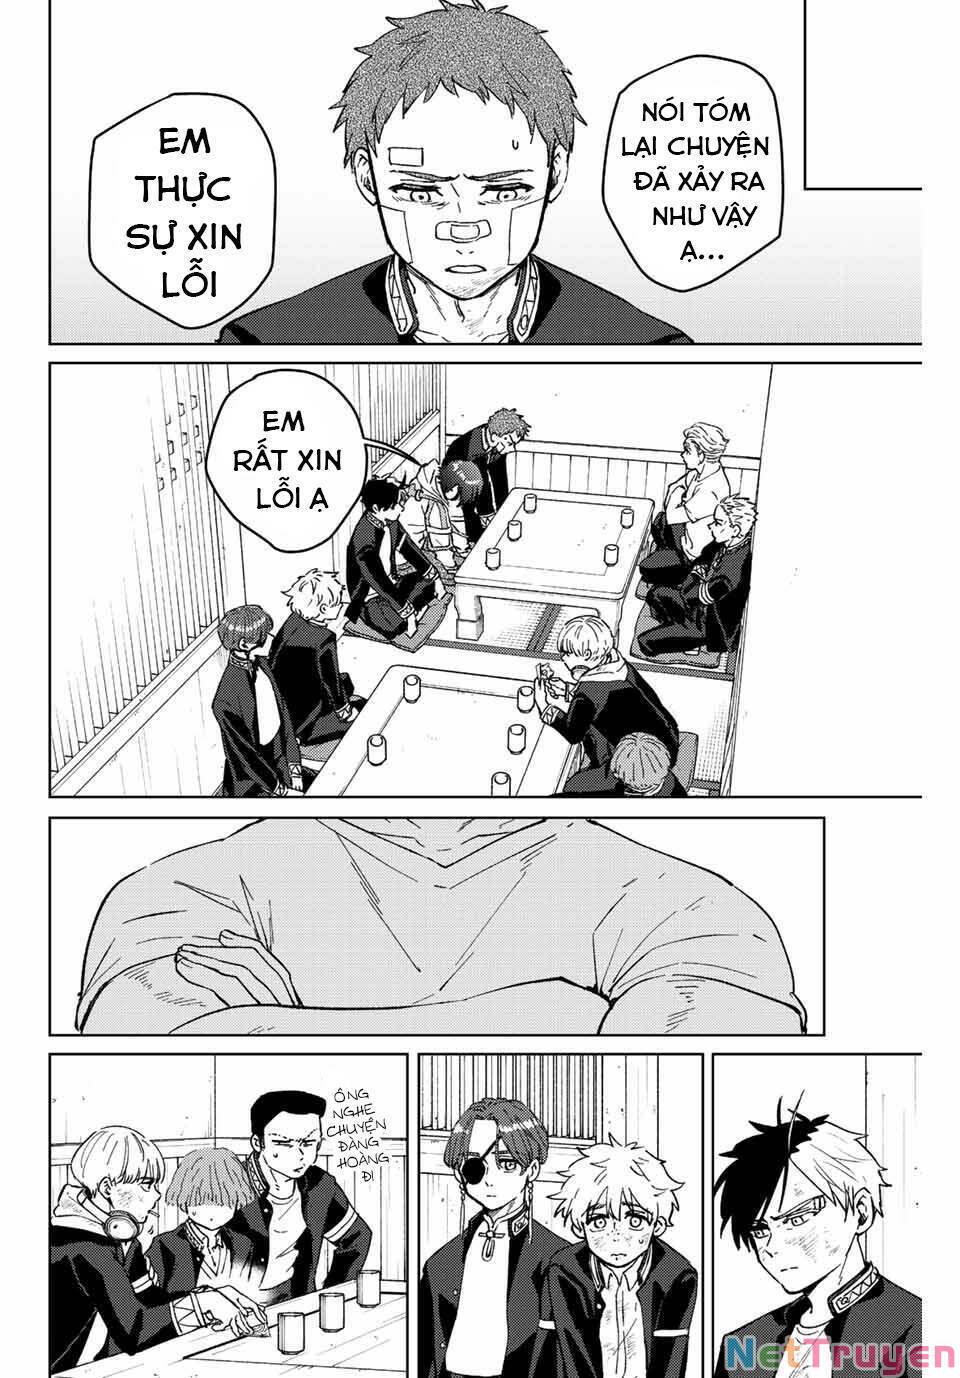 NÓI TÓM
LẠI CHUYỆN
ĐÃ XẢY RA
NHƯ VẬY
Ạ...
EM
THỰC
SỰ XIN
LỖI
EM
RẤT XIN
LỖI Ạ
ÔNG
NGHE
CHUYỆN
ĐÀNG
HOÀNG
ĐI
NetTruyen